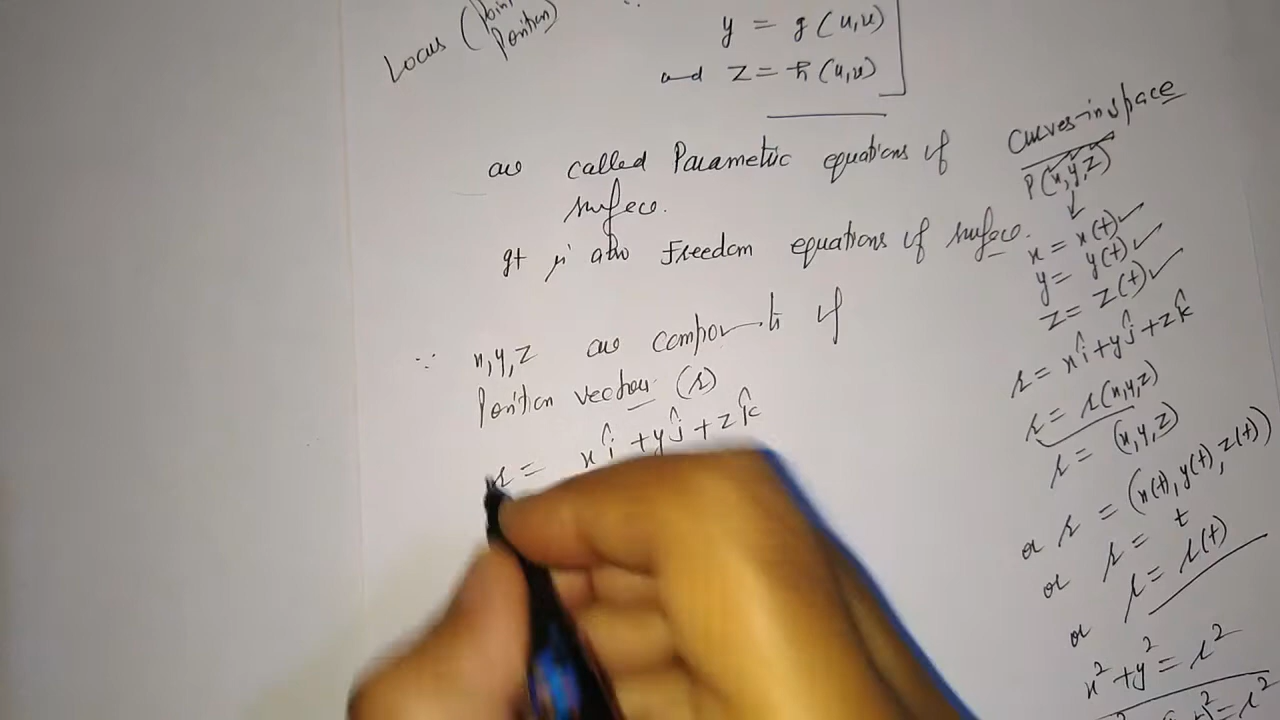 Locus (Point
Position)
y = g(u,u)
and z = h(u,u)
are called Parametric equations of
surface.
It is also Freedom equations of surface.
∵ x,y,z are components of
Position vector (r)
r = xî + yĵ + zk̂
Curves in space
P(x,y,z)
↓
x = x(t) ✓
y = y(t) ✓
z = z(t) ✓
r = xî + yĵ + zk̂
r = r(x,y,z)
r = (x,y,z)
or r = (x(t), y(t), z(t))
or r = t
or r = r(t)
x² + y² = r²